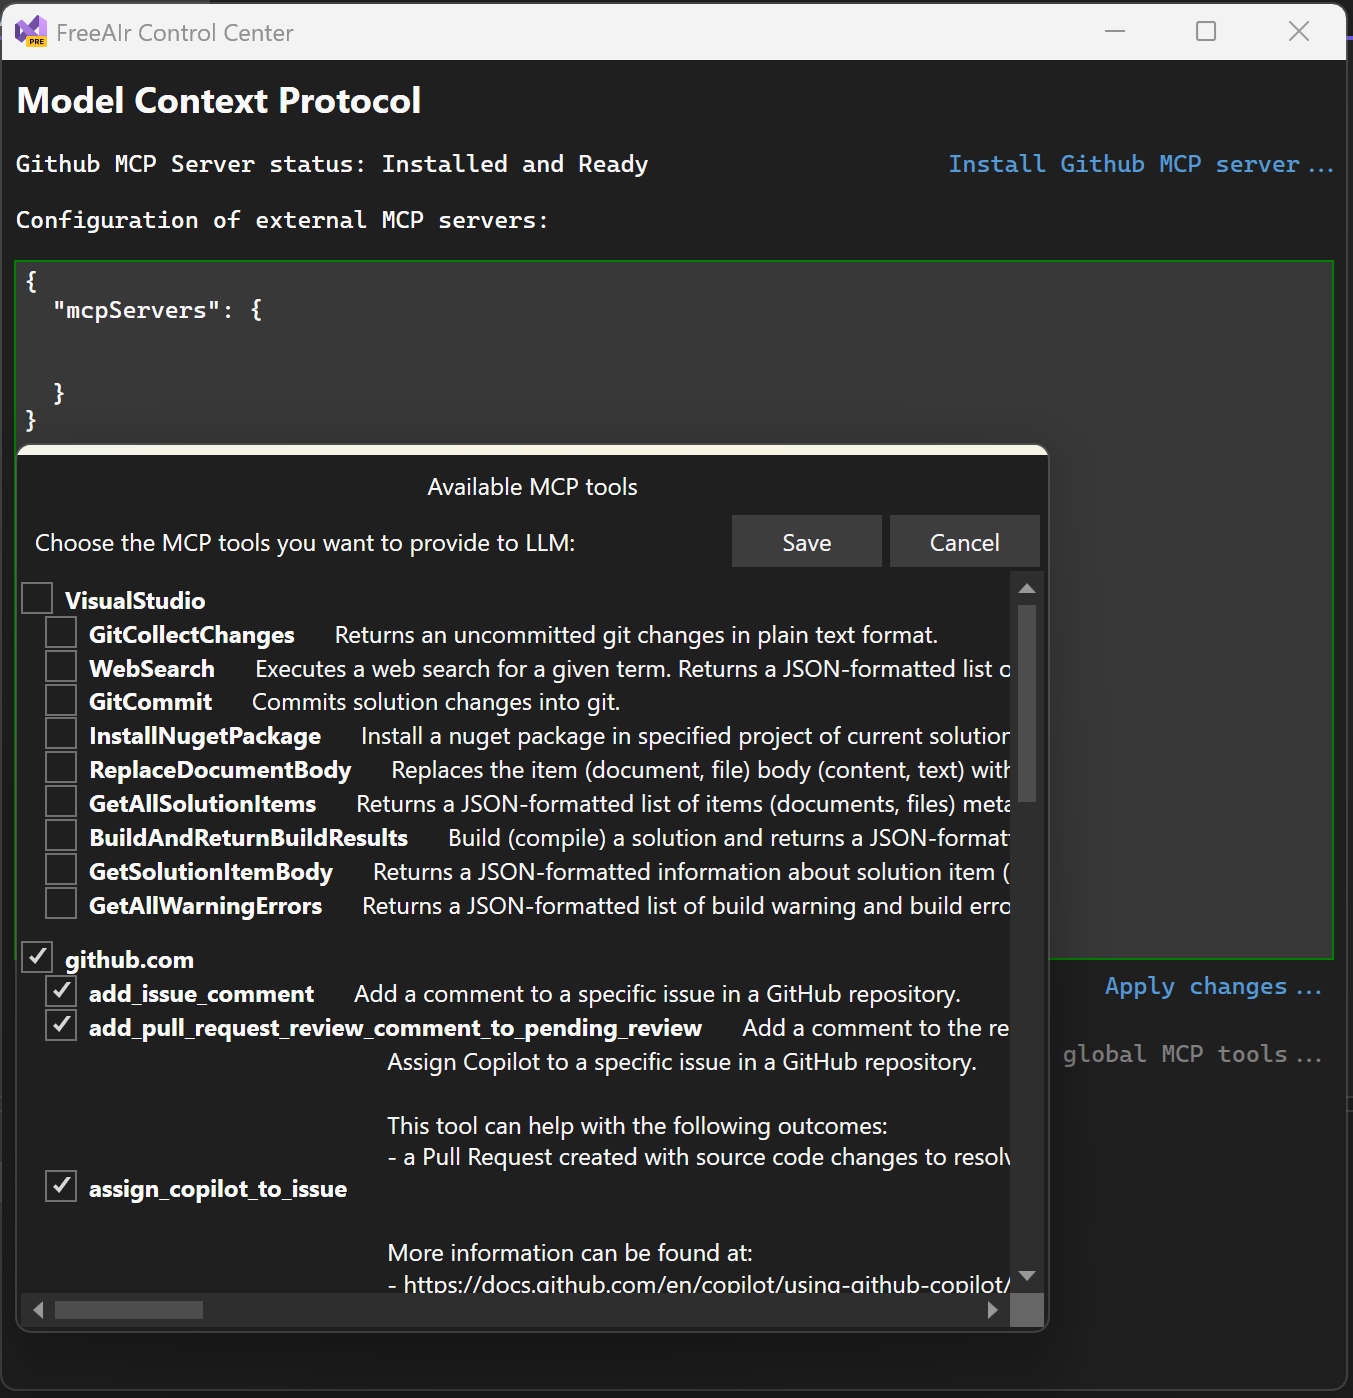 PRE
FreeAIr Control Center
Model Context Protocol
Github MCP Server status: Installed and Ready
Install Github MCP server...
Configuration of external MCP servers:
{
"mcpServers": {
}
}
Available MCP tools
Choose the MCP tools you want to provide to LLM:
Save
Cancel
VisualStudio
GitCollectChanges Returns an uncommitted git changes in plain text format.
WebSearch Executes a web search for a given term. Returns a JSON-formatted list o
GitCommit Commits solution changes into git.
InstallNugetPackage Install a nuget package in specified project of current solution
ReplaceDocumentBody Replaces the item (document, file) body (content, text) with
GetAllSolutionItems Returns a JSON-formatted list of items (documents, files) meta
BuildAndReturnBuildResults Build (compile) a solution and returns a JSON-formatt
GetSolutionItemBody Returns a JSON-formatted information about solution item (
GetAllWarningErrors Returns a JSON-formatted list of build warning and build erro
github.com
add_issue_comment Add a comment to a specific issue in a GitHub repository.
add_pull_request_review_comment_to_pending_review Add a comment to the re
Assign Copilot to a specific issue in a GitHub repository.
This tool can help with the following outcomes:
- a Pull Request created with source code changes to resolv
assign_copilot_to_issue
More information can be found at:
- https://docs.github.com/en/copilot/using-github-copilot/
Apply changes...
global MCP tools...